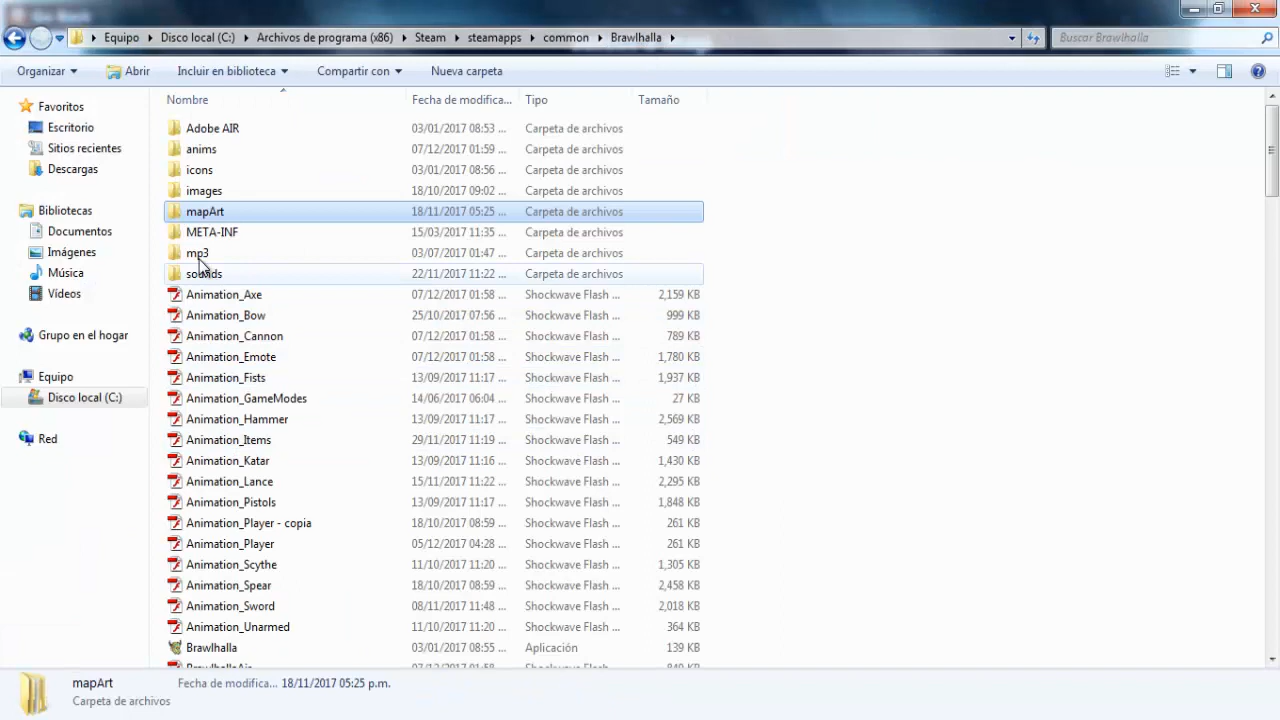 Equipo ▸ Disco local (C:) ▸ Archivos de programa (x86) ▸ Steam ▸ steamapps ▸ common ▸ Brawlhalla ▸ Buscar Brawlhalla
Organizar Abrir Incluir en biblioteca Compartir con Nueva carpeta
Favoritos
Escritorio
Sitios recientes
Descargas
Bibliotecas
Documentos
Imágenes
Música
Vídeos
Grupo en el hogar
Equipo
Disco local (C:)
Red
Nombre Fecha de modifica... Tipo Tamaño
Adobe AIR 03/01/2017 08:53 ... Carpeta de archivos
anims 07/12/2017 01:59 ... Carpeta de archivos
icons 03/01/2017 08:56 ... Carpeta de archivos
images 18/10/2017 09:02 ... Carpeta de archivos
mapArt 18/11/2017 05:25 ... Carpeta de archivos
META-INF 15/03/2017 11:35 ... Carpeta de archivos
mp3 03/07/2017 01:47 ... Carpeta de archivos
sounds 22/11/2017 11:22 ... Carpeta de archivos
Animation_Axe 07/12/2017 01:58 ... Shockwave Flash ... 2,159 KB
Animation_Bow 25/10/2017 07:56 ... Shockwave Flash ... 999 KB
Animation_Cannon 07/12/2017 01:58 ... Shockwave Flash ... 789 KB
Animation_Emote 07/12/2017 01:58 ... Shockwave Flash ... 1,780 KB
Animation_Fists 13/09/2017 11:17 ... Shockwave Flash ... 1,937 KB
Animation_GameModes 14/06/2017 06:04 ... Shockwave Flash ... 27 KB
Animation_Hammer 13/09/2017 11:17 ... Shockwave Flash ... 2,569 KB
Animation_Items 29/11/2017 11:19 ... Shockwave Flash ... 549 KB
Animation_Katar 13/09/2017 11:16 ... Shockwave Flash ... 1,430 KB
Animation_Lance 15/11/2017 11:22 ... Shockwave Flash ... 2,295 KB
Animation_Pistols 13/09/2017 11:17 ... Shockwave Flash ... 1,848 KB
Animation_Player - copia 18/10/2017 08:59 ... Shockwave Flash ... 261 KB
Animation_Player 05/12/2017 04:28 ... Shockwave Flash ... 261 KB
Animation_Scythe 11/10/2017 11:20 ... Shockwave Flash ... 1,305 KB
Animation_Spear 18/10/2017 08:59 ... Shockwave Flash ... 2,458 KB
Animation_Sword 08/11/2017 11:48 ... Shockwave Flash ... 2,018 KB
Animation_Unarmed 11/10/2017 11:20 ... Shockwave Flash ... 364 KB
Brawlhalla 03/01/2017 08:55 ... Aplicación 139 KB
BrawlhallaAir 07/12/2017 01:58 ... Shockwave Flash ... 849 KB
mapArt Fecha de modifica... 18/11/2017 05:25 p.m.
Carpeta de archivos